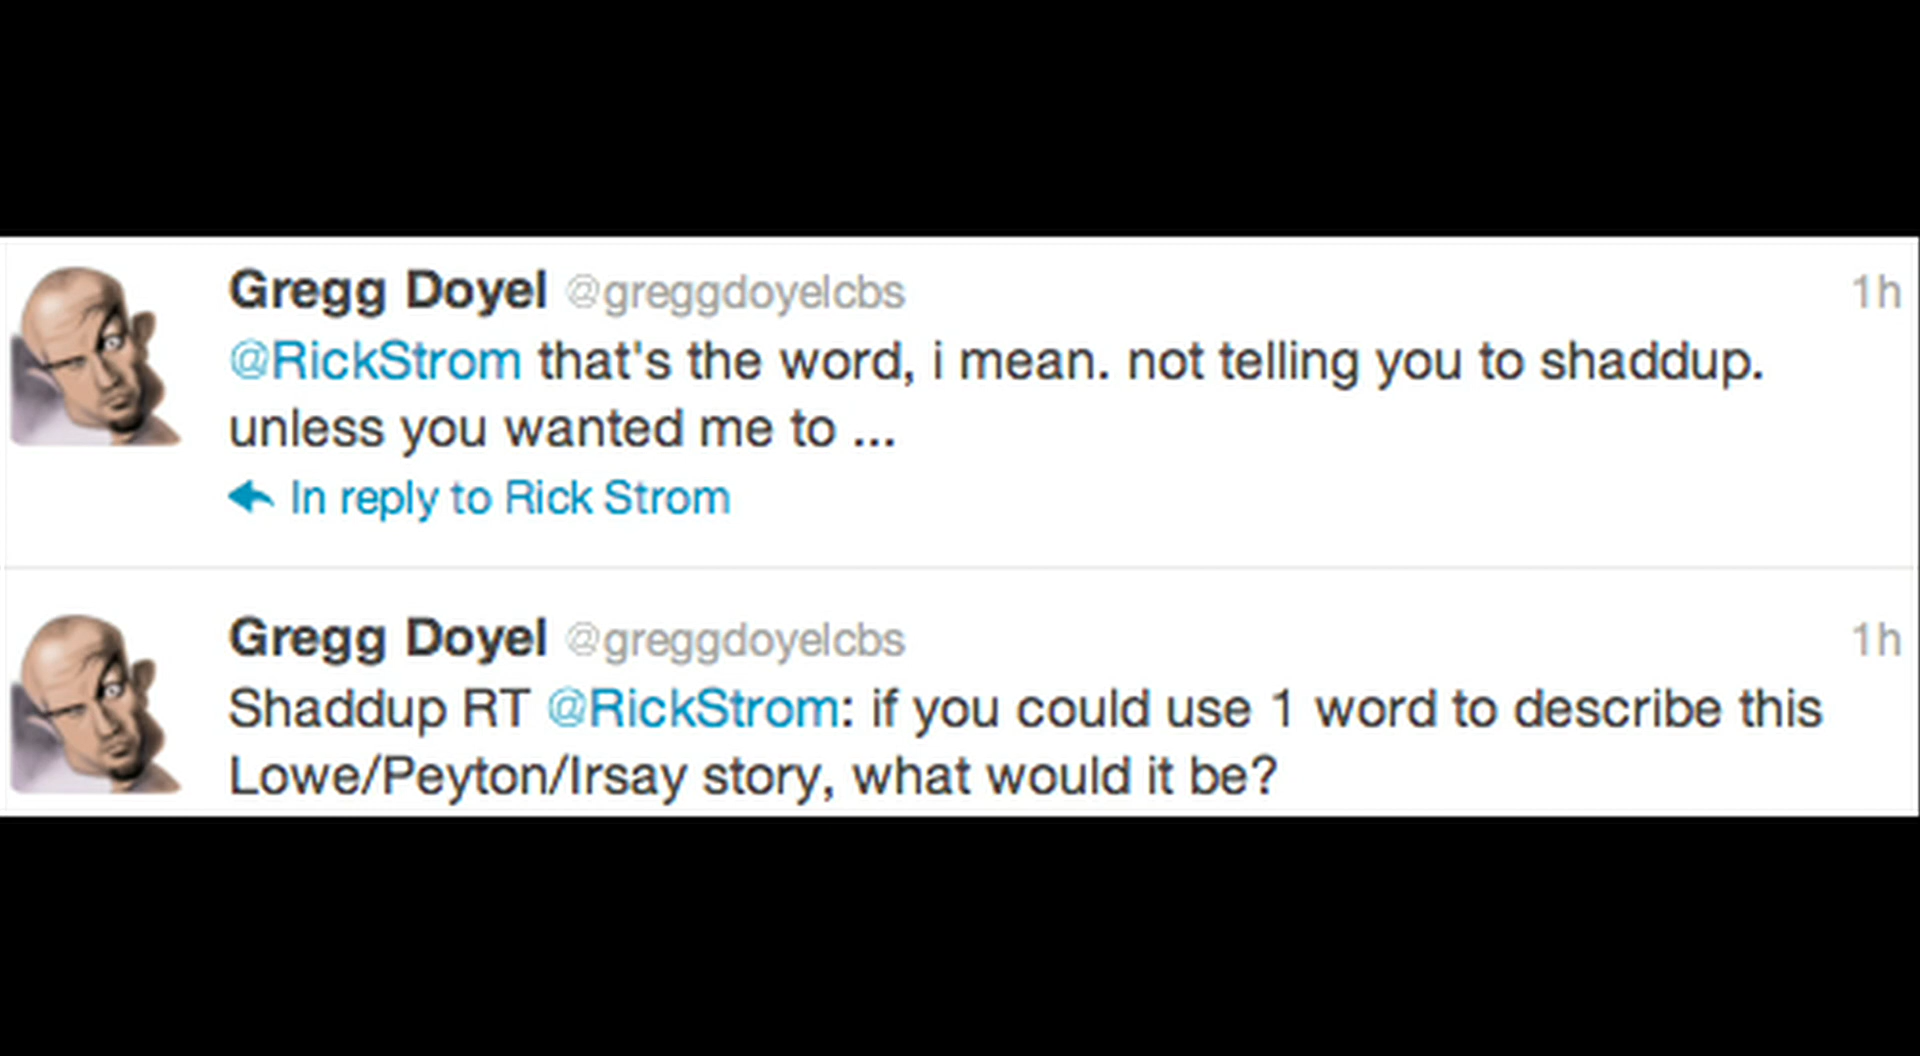 Gregg Doyel @greggdoyelcbs 1h
@RickStrom that's the word, i mean. not telling you to shaddup.
unless you wanted me to ...
In reply to Rick Strom
Gregg Doyel @greggdoyelcbs 1h
Shaddup RT @RickStrom: if you could use 1 word to describe this
Lowe/Peyton/Irsay story, what would it be?